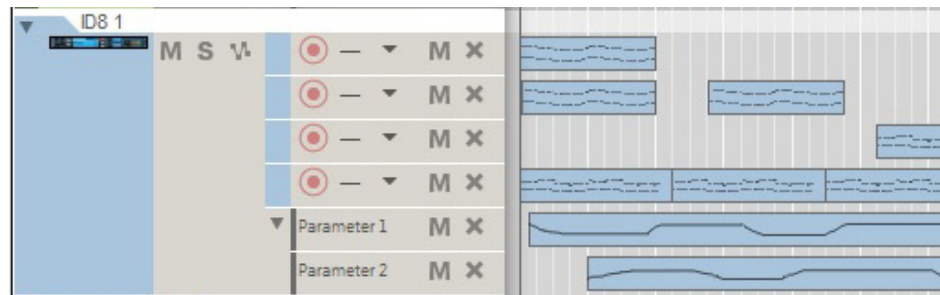 ID8 1
M S M
M
M
M
Parameter 1 M
Parameter 2 M